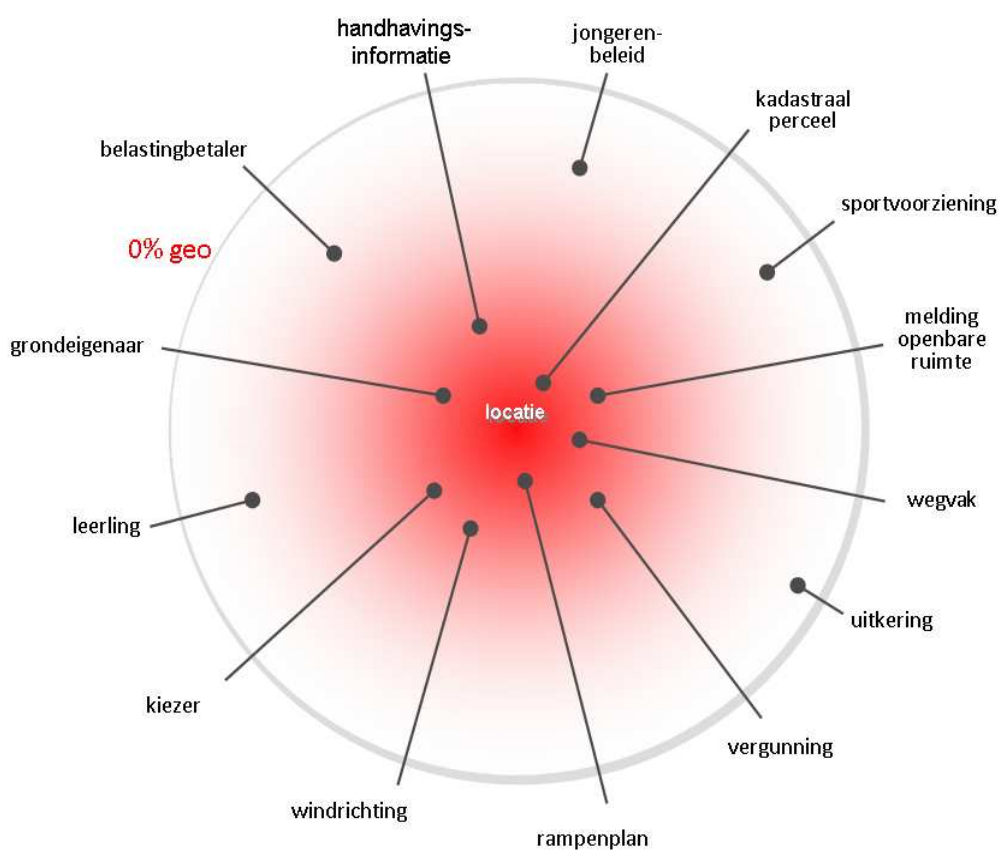 handhavings-
informatie
jongeren-
beleid
kadastraal
perceel
belastingbetaler
sportvoorziening
0% geo
melding
openbare
ruimte
grondeigenaar
locatie
wegvak
leerling
uitkering
kiezer
vergunning
windrichting
rampenplan